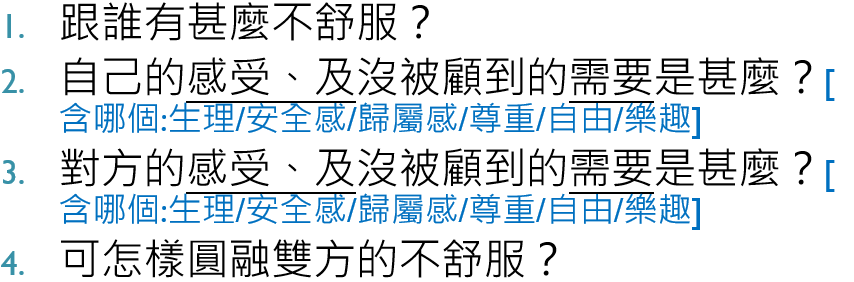 1. 跟誰有甚麼不舒服？
2. 自己的感受、及沒被顧到的需要是甚麼？[
含哪個:生理/安全感/歸屬感/尊重/自由/樂趣]
3. 對方的感受、及沒被顧到的需要是甚麼？[
含哪個:生理/安全感/歸屬感/尊重/自由/樂趣]
4. 可怎樣圓融雙方的不舒服？